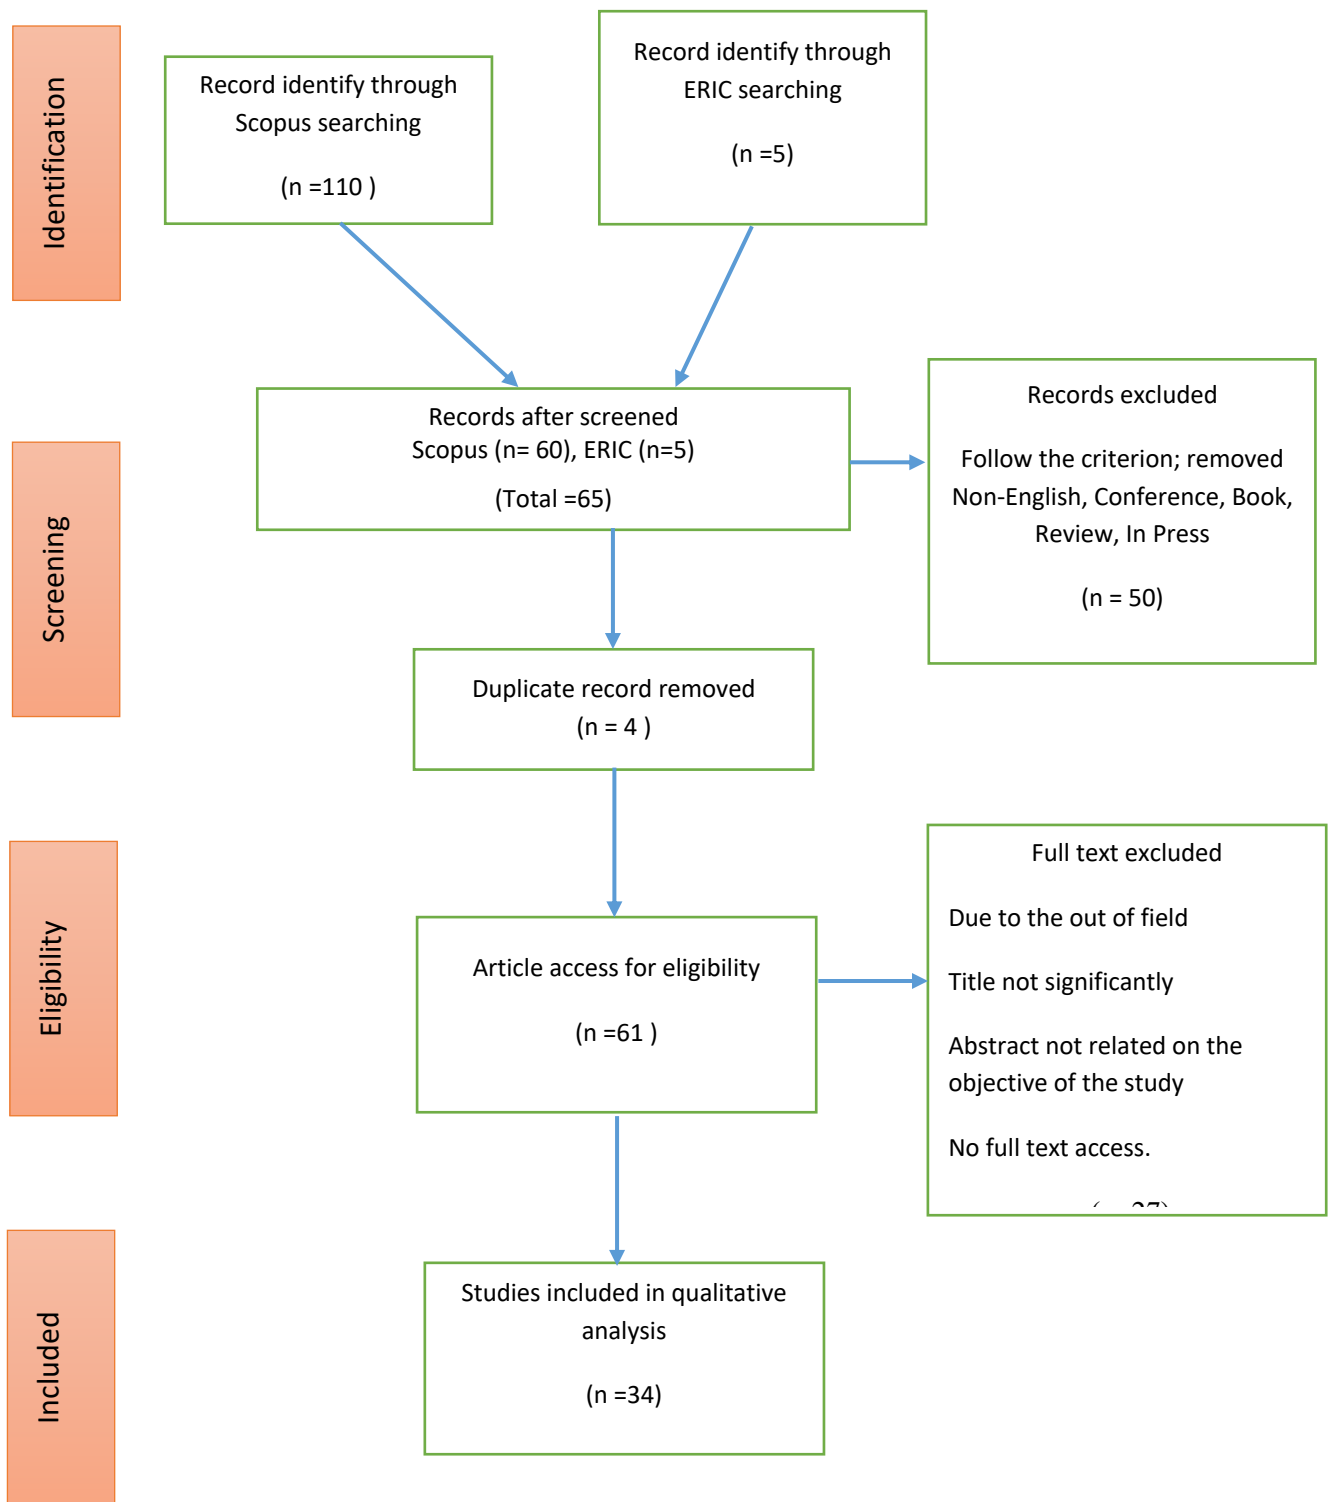 Identification
Record identify through
Scopus searching
(n =110 )
Record identify through
ERIC searching
(n =5)
Screening
Records after screened
Scopus (n= 60), ERIC (n=5)
(Total =65)
Records excluded
Follow the criterion; removed
Non-English, Conference, Book,
Review, In Press
(n = 50)
Duplicate record removed
(n = 4 )
Eligibility
Article access for eligibility
(n =61 )
Full text excluded
Due to the out of field
Title not significantly
Abstract not related on the
objective of the study
No full text access.
Included
Studies included in qualitative
analysis
(n =34)